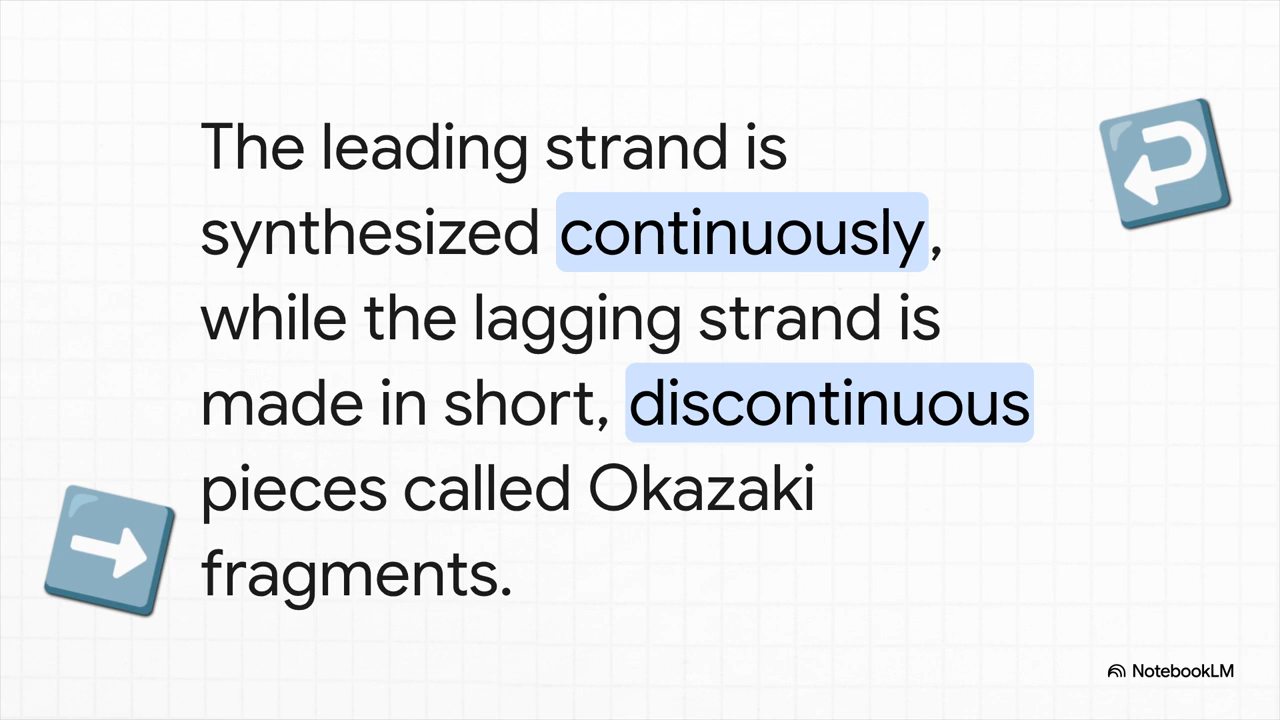 The leading strand is
synthesized continuously,
while the lagging strand is
made in short, discontinuous
pieces called Okazaki
fragments.
NotebookLM